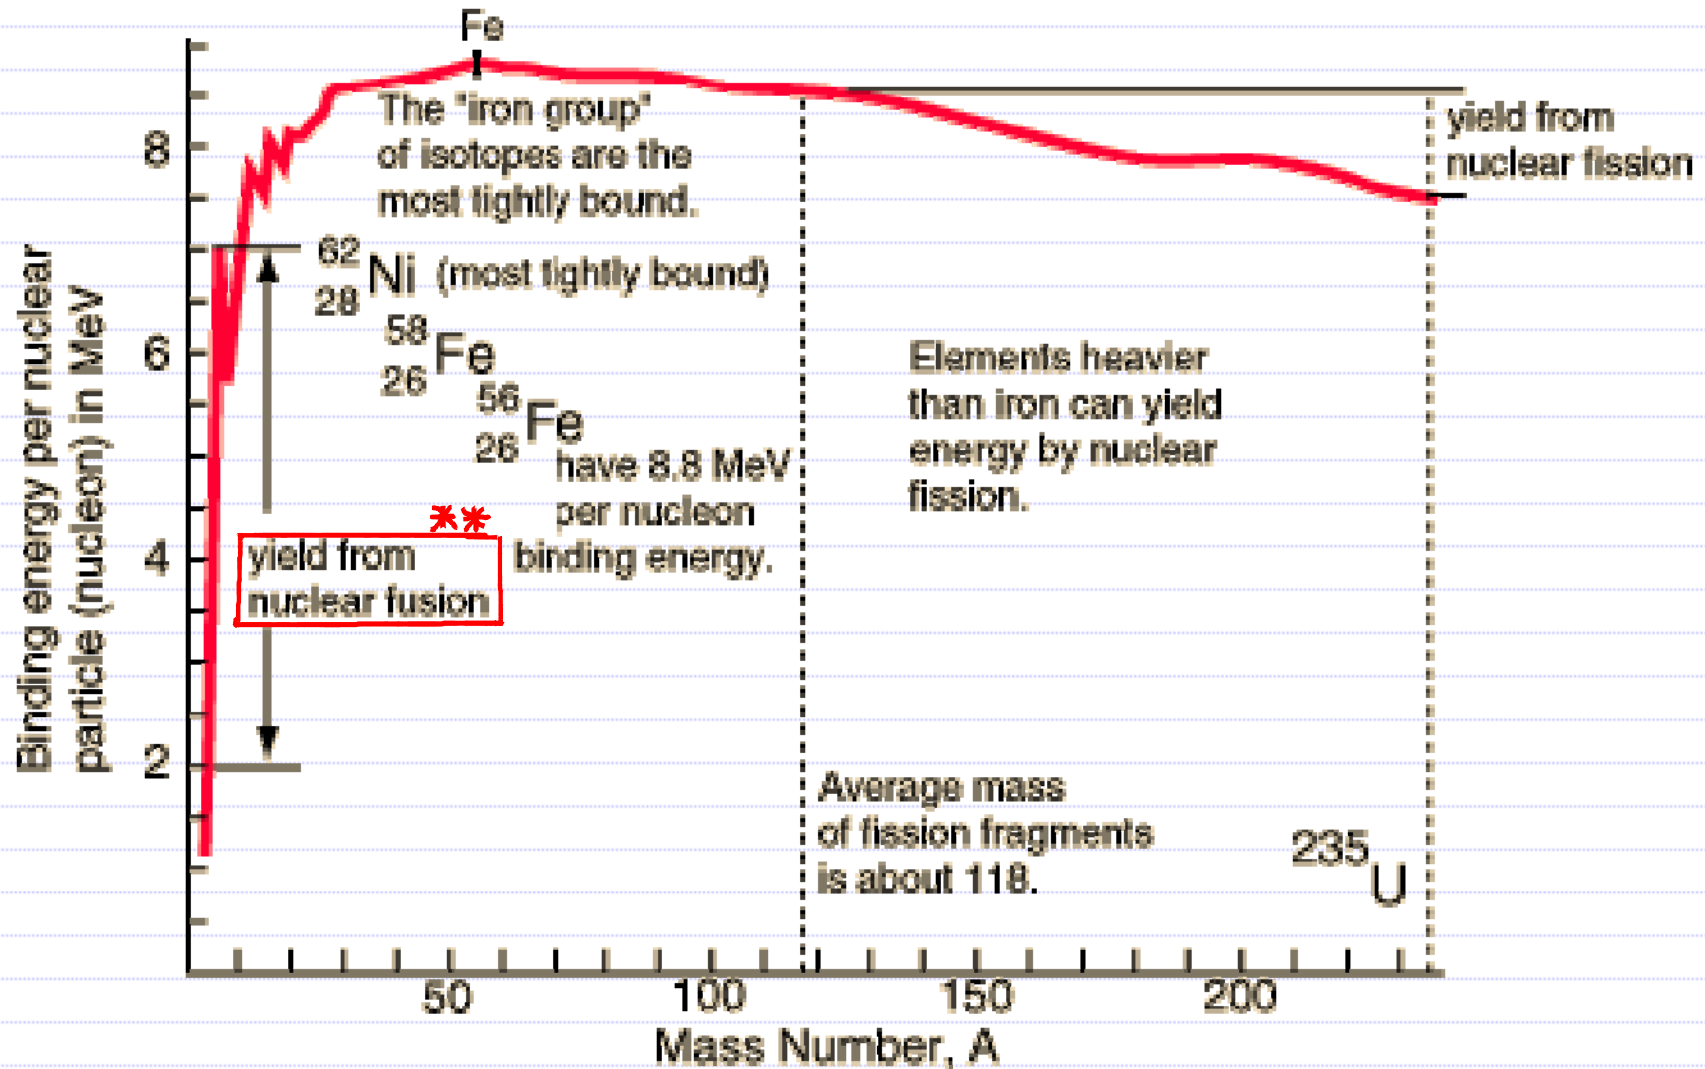 Fe
The "iron group"
of isotopes are the
most tightly bound.
yield from
nuclear fission
62
28
Ni (most tightly bound)
58
26
Fe
56
26
Fe
have 8.8 MeV
per nucleon
binding energy.
**
yield from
nuclear fusion
Elements heavier
than iron can yield
energy by nuclear
fission.
Average mass
of fission fragments
is about 118.
235
U
Binding energy per nuclear
particle (nucleon) in MeV
8
6
4
2
50 100 150 200
Mass Number, A